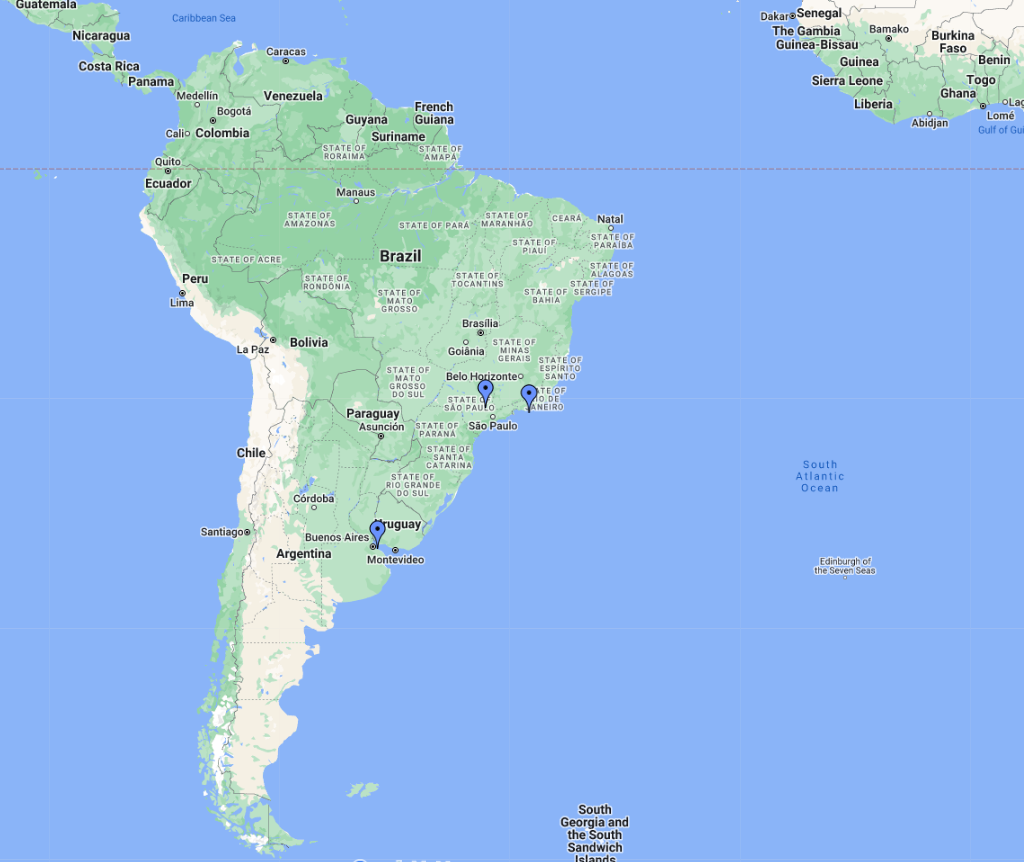 Guatemala
Caribbean Sea
Nicaragua
Costa Rica
Panama
Caracas
Medellín
Venezuela
Bogotá
Cali
Colombia
Guyana
French
Guiana
Suriname
STATE OF
RORAIMA
STATE OF
AMAPÁ
Quito
Ecuador
Manaus
STATE OF
AMAZONAS
STATE OF PARÁ
STATE OF
MARANHÃO
CEARÁ
Natal
STATE OF
PARAÍBA
STATE OF
PIAUÍ
STATE OF ACRE
Brazil
STATE OF
ALAGOAS
STATE OF
SERGIPE
Peru
Lima
STATE OF
RONDÔNIA
STATE OF
MATO
GROSSO
STATE OF
TOCANTINS
STATE OF
BAHIA
Brasília
Goiânia
STATE OF
MINAS
GERAIS
La Paz
Bolivia
STATE OF
ESPÍRITO
SANTO
Belo Horizonte
STATE OF
MATO
GROSSO
DO SUL
STATE OF
SÃO PAULO
ATE OF
IO DE
ANEIRO
São Paulo
Paraguay
Asunción
STATE OF
PARANÁ
Chile
STATE OF
SANTA
CATARINA
STATE OF
RIO GRANDE
DO SUL
Córdoba
Santiago
Uruguay
Buenos Aires
Argentina
Montevideo
South
Atlantic
Ocean
Edinburgh of
the Seven Seas
South
Georgia and
the South
Sandwich
Islands
Dakar
Senegal
The Gambia
Guinea-Bissau
Bamako
Burkina
Faso
Guinea
Benin
Sierra Leone
Togo
Ghana
Liberia
Lag
Lomé
Abidjan
Gulf of Gui